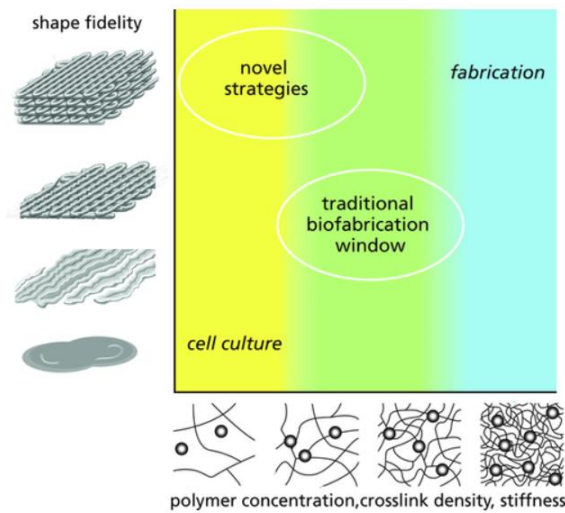 shape fidelity
novel
strategies
fabrication
traditional
biofabrication
window
cell culture
polymer concentration,crosslink density, stiffness